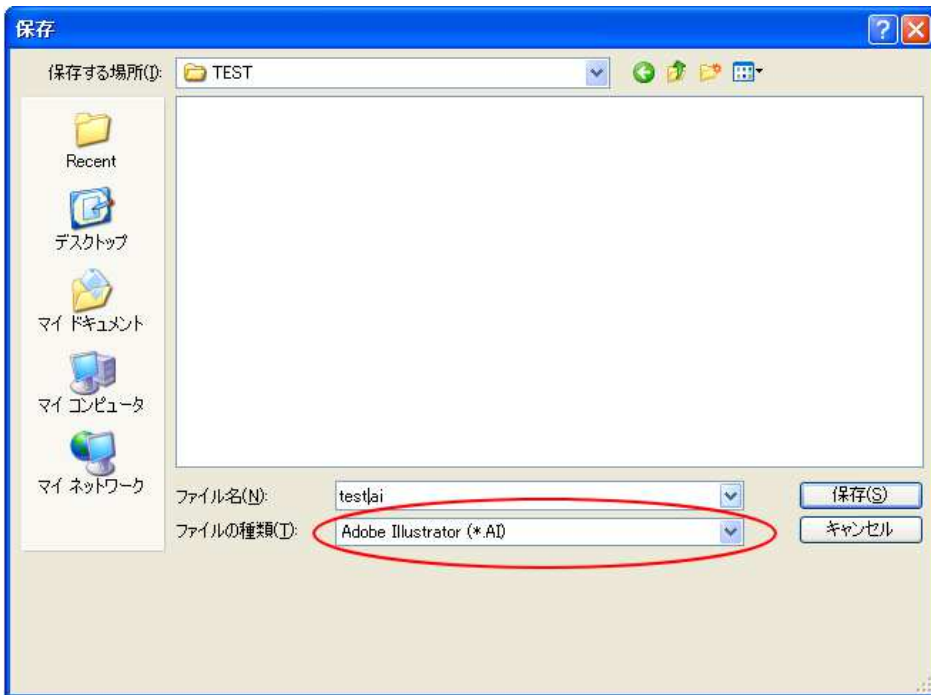 保存
保存する場所(I): TEST
Recent
デスクトップ
マイ ドキュメント
マイ コンピュータ
マイ ネットワーク
ファイル名(N): test.ai 保存(S)
ファイルの種類(T): Adobe Illustrator (*.AI) キャンセル